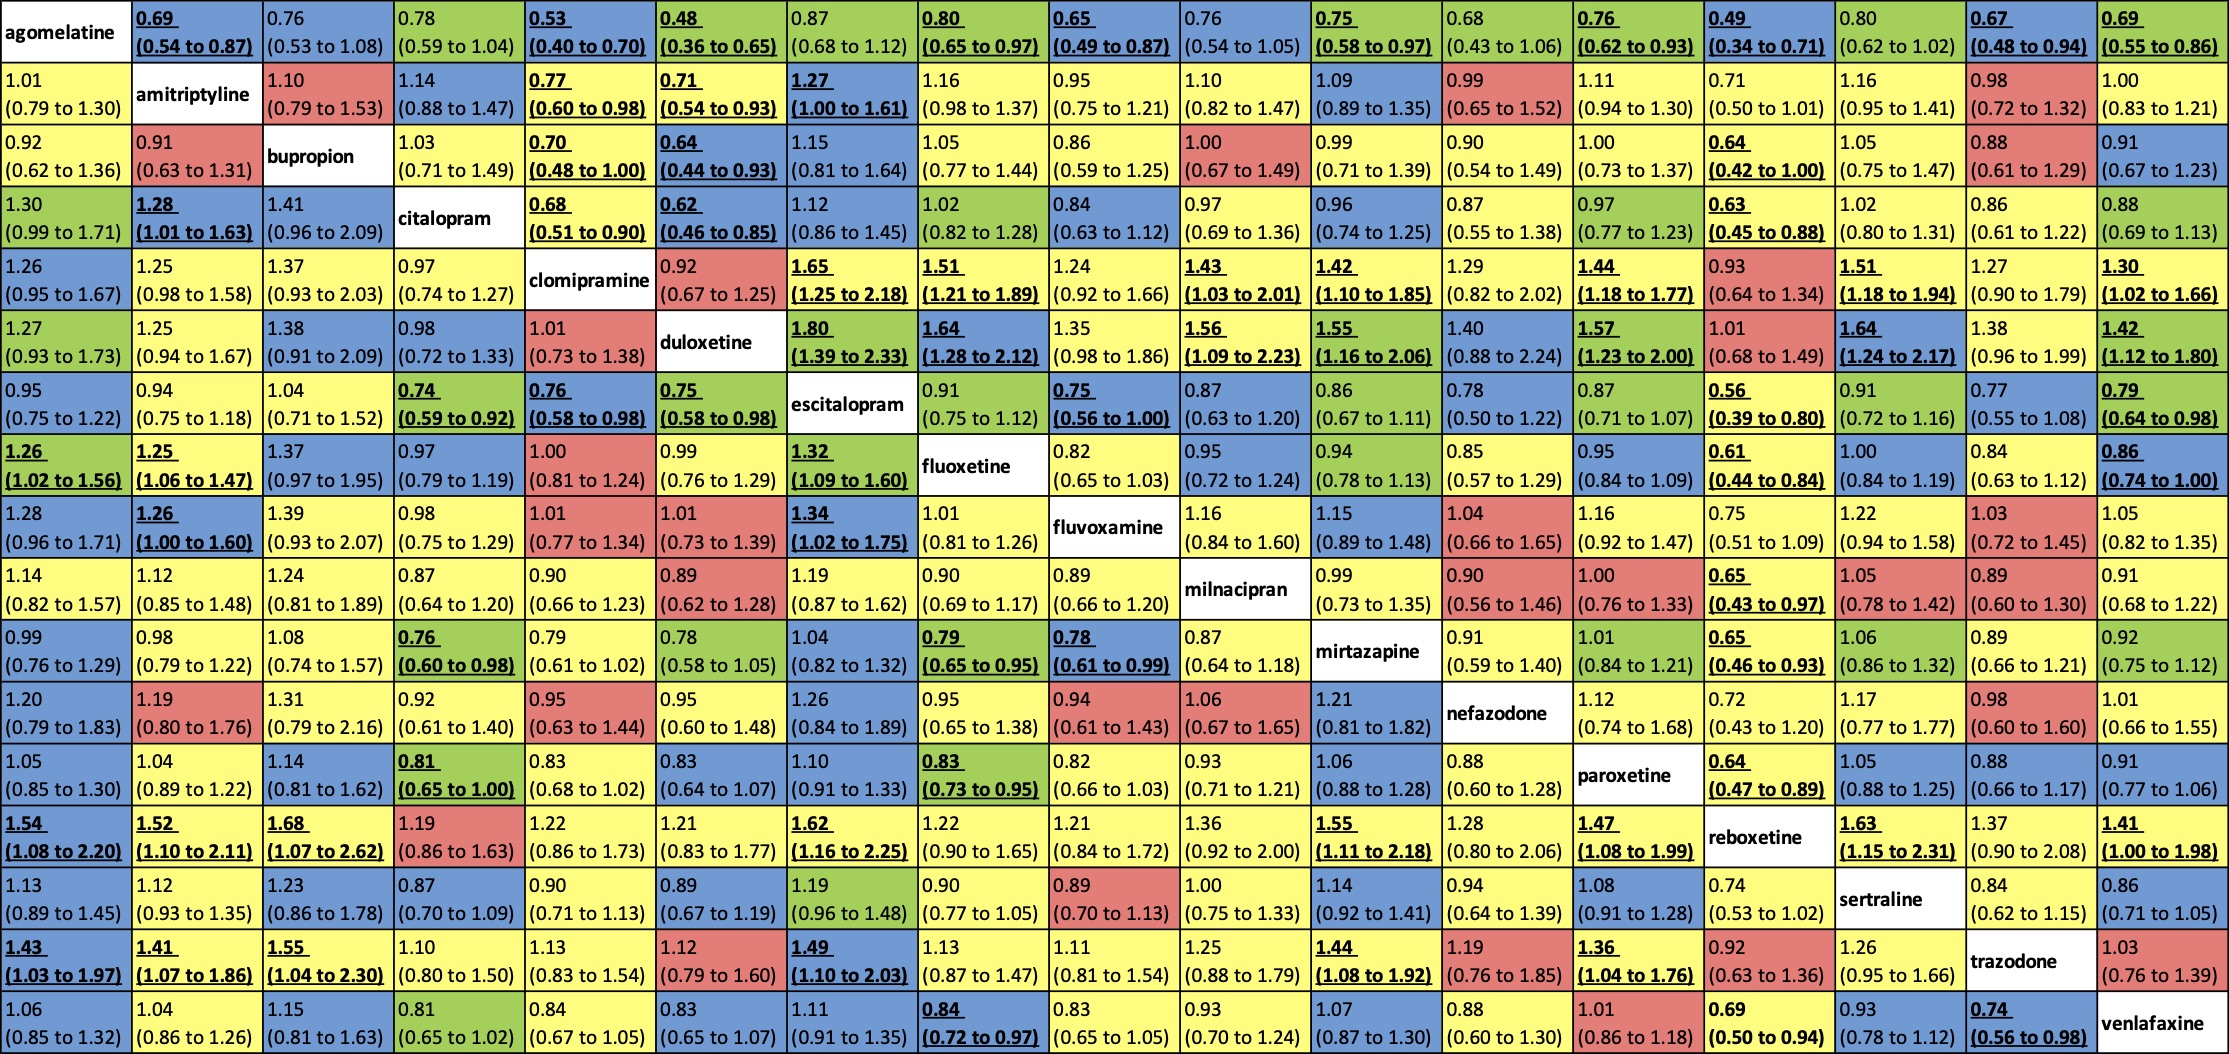 agomelatine 0.69 0.76 0.78 0.53 0.48 0.87 0.80 0.65 0.76 0.75 0.68 0.76 0.49 0.80 0.67 0.69
(0.54 to 0.87) (0.53 to 1.08) (0.59 to 1.04) (0.40 to 0.70) (0.36 to 0.65) (0.68 to 1.12) (0.65 to 0.97) (0.49 to 0.87) (0.54 to 1.05) (0.58 to 0.97) (0.43 to 1.06) (0.62 to 0.93) (0.34 to 0.71) (0.62 to 1.02) (0.48 to 0.94) (0.55 to 0.86)
1.01 amitriptyline 1.10 1.14 0.77 0.71 1.27 1.16 0.95 1.10 1.09 0.99 1.11 0.71 1.16 0.98 1.00
(0.79 to 1.30) (0.79 to 1.53) (0.88 to 1.47) (0.60 to 0.98) (0.54 to 0.93) (1.00 to 1.61) (0.98 to 1.37) (0.75 to 1.21) (0.82 to 1.47) (0.89 to 1.35) (0.65 to 1.52) (0.94 to 1.30) (0.50 to 1.01) (0.95 to 1.41) (0.72 to 1.32) (0.83 to 1.21)
0.92 0.91 bupropion 1.03 0.70 0.64 1.15 1.05 0.86 1.00 0.99 0.90 1.00 0.64 1.05 0.88 0.91
(0.62 to 1.36) (0.63 to 1.31) (0.71 to 1.49) (0.48 to 1.00) (0.44 to 0.93) (0.81 to 1.64) (0.77 to 1.44) (0.59 to 1.25) (0.67 to 1.49) (0.71 to 1.39) (0.54 to 1.49) (0.73 to 1.37) (0.42 to 1.00) (0.75 to 1.47) (0.61 to 1.29) (0.67 to 1.23)
1.30 1.28 1.41 citalopram 0.68 0.62 1.12 1.02 0.84 0.97 0.96 0.87 0.97 0.63 1.02 0.86 0.88
(0.99 to 1.71) (1.01 to 1.63) (0.96 to 2.09) (0.51 to 0.90) (0.46 to 0.85) (0.86 to 1.45) (0.82 to 1.28) (0.63 to 1.12) (0.69 to 1.36) (0.74 to 1.25) (0.55 to 1.38) (0.77 to 1.23) (0.45 to 0.88) (0.80 to 1.31) (0.61 to 1.22) (0.69 to 1.13)
1.26 1.25 1.37 0.97 clomipramine 0.92 1.65 1.51 1.24 1.43 1.42 1.29 1.44 0.93 1.51 1.27 1.30
(0.95 to 1.67) (0.98 to 1.58) (0.93 to 2.03) (0.74 to 1.27) (0.67 to 1.25) (1.25 to 2.18) (1.21 to 1.89) (0.92 to 1.66) (1.03 to 2.01) (1.10 to 1.85) (0.82 to 2.02) (1.18 to 1.77) (0.64 to 1.34) (1.18 to 1.94) (0.90 to 1.79) (1.02 to 1.66)
1.27 1.25 1.38 0.98 1.01 duloxetine 1.80 1.64 1.35 1.56 1.55 1.40 1.57 1.01 1.64 1.38 1.42
(0.93 to 1.73) (0.94 to 1.67) (0.91 to 2.09) (0.72 to 1.33) (0.73 to 1.38) (1.39 to 2.33) (1.28 to 2.12) (0.98 to 1.86) (1.09 to 2.23) (1.16 to 2.06) (0.88 to 2.24) (1.23 to 2.00) (0.68 to 1.49) (1.24 to 2.17) (0.96 to 1.99) (1.12 to 1.80)
0.95 0.94 1.04 0.74 0.76 0.75 escitalopram 0.91 0.75 0.87 0.86 0.78 0.87 0.56 0.91 0.77 0.79
(0.75 to 1.22) (0.75 to 1.18) (0.71 to 1.52) (0.59 to 0.92) (0.58 to 0.98) (0.58 to 0.98) (0.75 to 1.12) (0.56 to 1.00) (0.63 to 1.20) (0.67 to 1.11) (0.50 to 1.22) (0.71 to 1.07) (0.39 to 0.80) (0.72 to 1.16) (0.55 to 1.08) (0.64 to 0.98)
1.26 1.25 1.37 0.97 1.00 0.99 1.32 fluoxetine 0.82 0.95 0.94 0.85 0.95 0.61 1.00 0.84 0.86
(1.02 to 1.56) (1.06 to 1.47) (0.97 to 1.95) (0.79 to 1.19) (0.81 to 1.24) (0.76 to 1.29) (1.09 to 1.60) (0.65 to 1.03) (0.72 to 1.24) (0.78 to 1.13) (0.57 to 1.29) (0.84 to 1.09) (0.44 to 0.84) (0.84 to 1.19) (0.63 to 1.12) (0.74 to 1.00)
1.28 1.26 1.39 0.98 1.01 1.01 1.34 1.01 fluvoxamine 1.16 1.15 1.04 1.16 0.75 1.22 1.03 1.05
(0.96 to 1.71) (1.00 to 1.60) (0.93 to 2.07) (0.75 to 1.29) (0.77 to 1.34) (0.73 to 1.39) (1.02 to 1.75) (0.81 to 1.26) (0.84 to 1.60) (0.89 to 1.48) (0.66 to 1.65) (0.92 to 1.47) (0.51 to 1.09) (0.94 to 1.58) (0.72 to 1.45) (0.82 to 1.35)
1.14 1.12 1.24 0.87 0.90 0.89 1.19 0.90 0.89 milnacipran 0.99 0.90 1.00 0.65 1.05 0.89 0.91
(0.82 to 1.57) (0.85 to 1.48) (0.81 to 1.89) (0.64 to 1.20) (0.66 to 1.23) (0.62 to 1.28) (0.87 to 1.62) (0.69 to 1.17) (0.66 to 1.20) (0.73 to 1.35) (0.56 to 1.46) (0.76 to 1.33) (0.43 to 0.97) (0.78 to 1.42) (0.60 to 1.30) (0.68 to 1.22)
0.99 0.98 1.08 0.76 0.79 0.78 1.04 0.79 0.78 0.87 mirtazapine 0.91 1.01 0.65 1.06 0.89 0.92
(0.76 to 1.29) (0.79 to 1.22) (0.74 to 1.57) (0.60 to 0.98) (0.61 to 1.02) (0.58 to 1.05) (0.82 to 1.32) (0.65 to 0.95) (0.61 to 0.99) (0.64 to 1.18) (0.59 to 1.40) (0.84 to 1.21) (0.46 to 0.93) (0.86 to 1.32) (0.66 to 1.21) (0.75 to 1.12)
1.20 1.19 1.31 0.92 0.95 0.95 1.26 0.95 0.94 1.06 1.21 nefazodone 1.12 0.72 1.17 0.98 1.01
(0.79 to 1.83) (0.80 to 1.76) (0.79 to 2.16) (0.61 to 1.40) (0.63 to 1.44) (0.60 to 1.48) (0.84 to 1.89) (0.65 to 1.38) (0.61 to 1.43) (0.67 to 1.65) (0.81 to 1.82) (0.74 to 1.68) (0.43 to 1.20) (0.77 to 1.77) (0.60 to 1.60) (0.66 to 1.55)
1.05 1.04 1.14 0.81 0.83 0.83 1.10 0.83 0.82 0.93 1.06 0.88 paroxetine 0.64 1.05 0.88 0.91
(0.85 to 1.30) (0.89 to 1.22) (0.81 to 1.62) (0.65 to 1.00) (0.68 to 1.02) (0.64 to 1.07) (0.91 to 1.33) (0.73 to 0.95) (0.66 to 1.03) (0.71 to 1.21) (0.88 to 1.28) (0.60 to 1.28) (0.47 to 0.89) (0.88 to 1.25) (0.66 to 1.17) (0.77 to 1.06)
1.54 1.52 1.68 1.19 1.22 1.21 1.62 1.22 1.21 1.36 1.55 1.28 1.47 reboxetine 1.63 1.37 1.41
(1.08 to 2.20) (1.10 to 2.11) (1.07 to 2.62) (0.86 to 1.63) (0.86 to 1.73) (0.83 to 1.77) (1.16 to 2.25) (0.90 to 1.65) (0.84 to 1.72) (0.92 to 2.00) (1.11 to 2.18) (0.80 to 2.06) (1.08 to 1.99) (1.15 to 2.31) (0.90 to 2.08) (1.00 to 1.98)
1.13 1.12 1.23 0.87 0.90 0.89 1.19 0.90 0.89 1.00 1.14 0.94 1.08 0.74 sertraline 0.84 0.86
(0.89 to 1.45) (0.93 to 1.35) (0.86 to 1.78) (0.70 to 1.09) (0.71 to 1.13) (0.67 to 1.19) (0.96 to 1.48) (0.77 to 1.05) (0.70 to 1.13) (0.75 to 1.33) (0.92 to 1.41) (0.64 to 1.39) (0.91 to 1.28) (0.53 to 1.02) (0.62 to 1.15) (0.71 to 1.05)
1.43 1.41 1.55 1.10 1.13 1.12 1.49 1.13 1.11 1.25 1.44 1.19 1.36 0.92 1.26 trazodone 1.03
(1.03 to 1.97) (1.07 to 1.86) (1.04 to 2.30) (0.80 to 1.50) (0.83 to 1.54) (0.79 to 1.60) (1.10 to 2.03) (0.87 to 1.47) (0.81 to 1.54) (0.88 to 1.79) (1.08 to 1.92) (0.76 to 1.85) (1.04 to 1.76) (0.63 to 1.36) (0.95 to 1.66) (0.76 to 1.39)
1.06 1.04 1.15 0.81 0.84 0.83 1.11 0.84 0.83 0.93 1.07 0.88 1.01 0.69 0.93 0.74 venlafaxine
(0.85 to 1.32) (0.86 to 1.26) (0.81 to 1.63) (0.65 to 1.02) (0.67 to 1.05) (0.65 to 1.07) (0.91 to 1.35) (0.72 to 0.97) (0.65 to 1.05) (0.70 to 1.24) (0.87 to 1.30) (0.60 to 1.30) (0.86 to 1.18) (0.50 to 0.94) (0.78 to 1.12) (0.56 to 0.98)